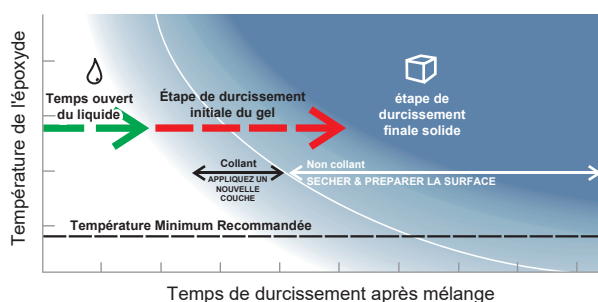 Température de l'époxyde
Temps ouvert
du liquide
Étape de durcissement
initiale du gel
étape de
durcissement
finale solide
Collant
APPLIQUEZ UN
NOUVELLE
COUCHE
Non collant
SECHER & PREPARER LA SURFACE
Température Minimum Recommandée
Temps de durcissement après mélange